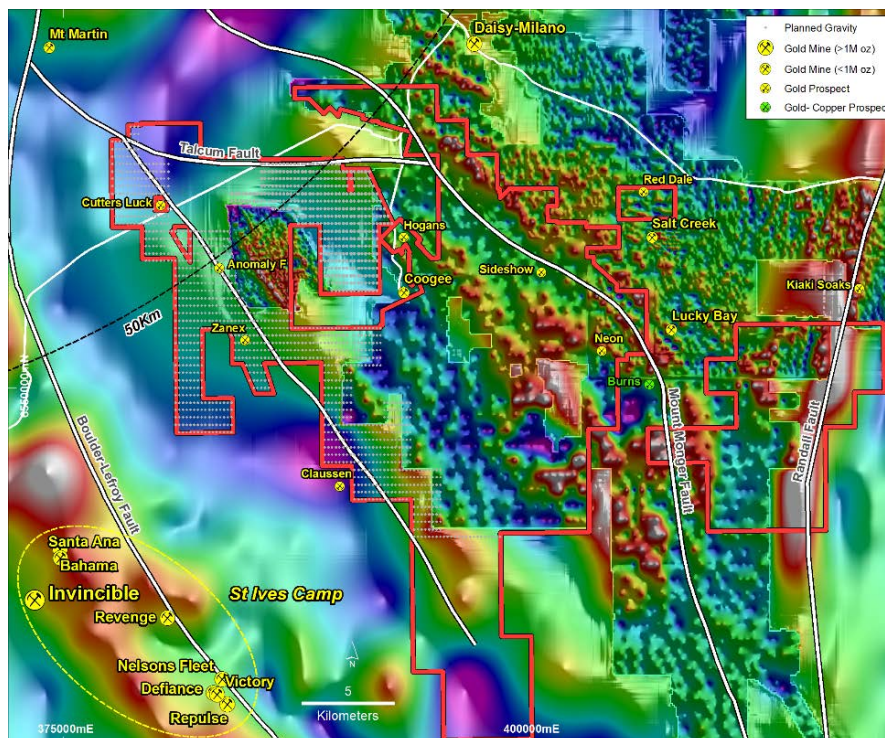 Mt Martin
Daisy-Milano
Planned Gravity
Gold Mine (>1M oz)
Gold Mine (<1M oz)
Gold Prospect
Gold- Copper Prospect
Talcum Fault
Cutters Luck
Red Dale
Hogans
Salt Creek
Anomaly F
Sideshow
Coogee
Kiaki Soaks
50Km
Zanex
Lucky Bay
Neon
6550000mN
Burns
Boulder-Lefroy Fault
Mount Monger Fault
Randall Fault
Claussen
Santa Ana
Bahama
Invincible
St Ives Camp
Revenge
Nelsons Fleet
Victory
Defiance
Repulse
N
5
Kilometers
375000mE
400000mE